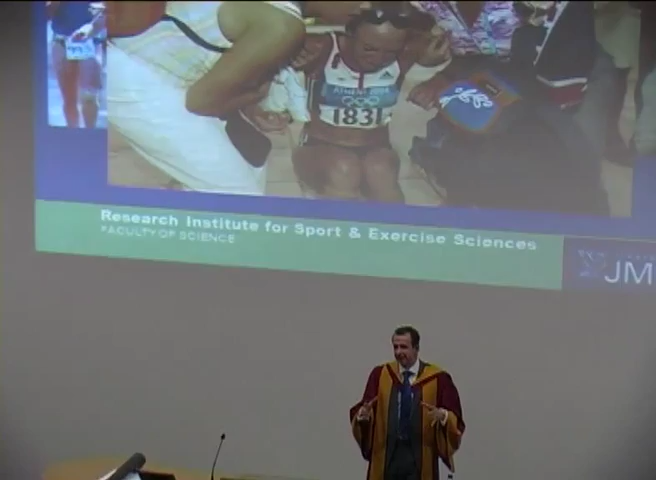 ATHENS 2004
1831
Research Institute for Sport & Exercise Sciences
FACULTY OF SCIENCE
JM